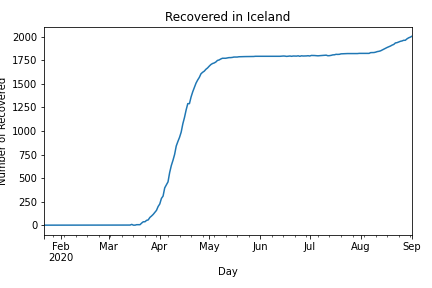 Recovered in Iceland
Number of Recovered
2000
1750
1500
1250
1000
750
500
250
0
Feb
2020
Mar
Apr
May
Jun
Jul
Aug
Sep
Day